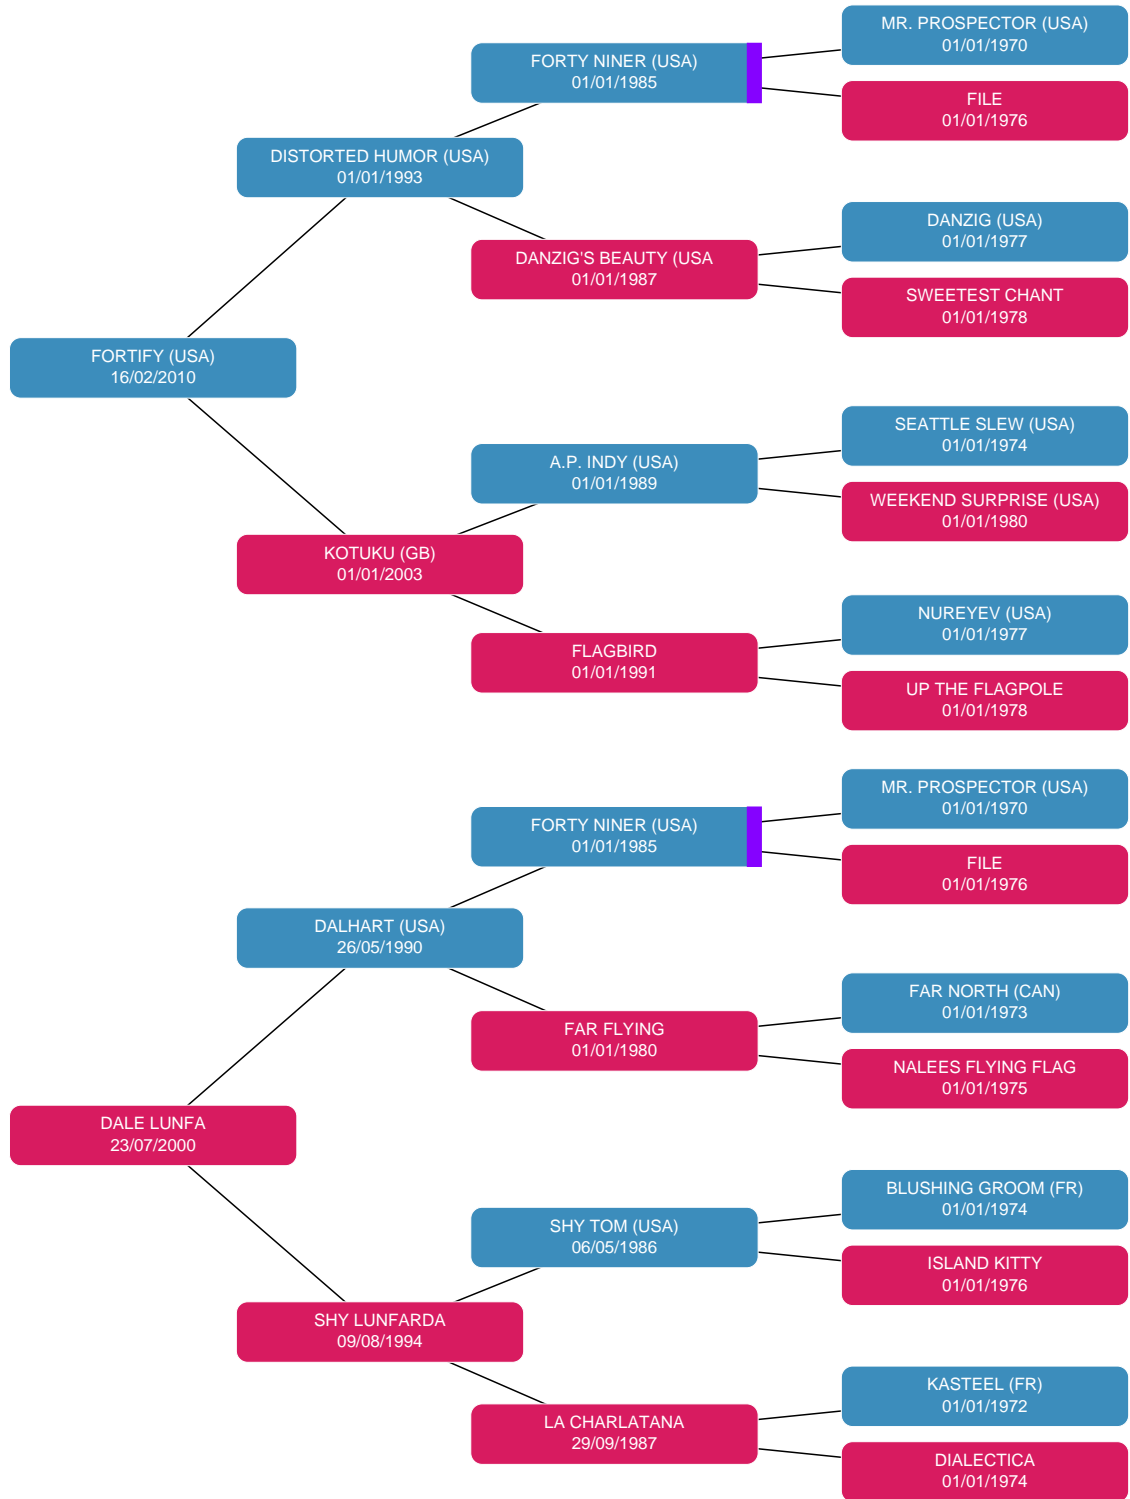 MR. PROSPECTOR (USA)
01/01/1970
FORTY NINER (USA)
01/01/1985
FILE
01/01/1976
DISTORTED HUMOR (USA)
01/01/1993
DANZIG (USA)
01/01/1977
DANZIG'S BEAUTY (USA
01/01/1987
SWEETEST CHANT
01/01/1978
FORTIFY (USA)
16/02/2010
SEATTLE SLEW (USA)
01/01/1974
A.P. INDY (USA)
01/01/1989
WEEKEND SURPRISE (USA)
01/01/1980
KOTUKU (GB)
01/01/2003
NUREYEV (USA)
01/01/1977
FLAGBIRD
01/01/1991
UP THE FLAGPOLE
01/01/1978
MR. PROSPECTOR (USA)
01/01/1970
FORTY NINER (USA)
01/01/1985
FILE
01/01/1976
DALHART (USA)
26/05/1990
FAR NORTH (CAN)
01/01/1973
FAR FLYING
01/01/1980
NALEES FLYING FLAG
01/01/1975
DALE LUNFA
23/07/2000
BLUSHING GROOM (FR)
01/01/1974
SHY TOM (USA)
06/05/1986
ISLAND KITTY
01/01/1976
SHY LUNFARDA
09/08/1994
KASTEEL (FR)
01/01/1972
LA CHARLATANA
29/09/1987
DIALECTICA
01/01/1974